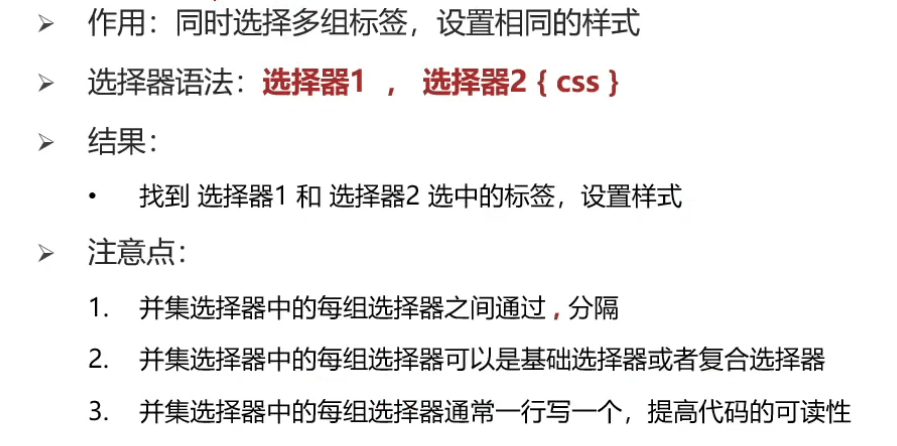 作用：同时选择多组标签，设置相同的样式
选择器语法：选择器1 ， 选择器2 { css }
结果：
• 找到 选择器1 和 选择器2 选中的标签，设置样式
注意点：
1. 并集选择器中的每组选择器之间通过 , 分隔
2. 并集选择器中的每组选择器可以是基础选择器或者复合选择器
3. 并集选择器中的每组选择器通常一行写一个，提高代码的可读性